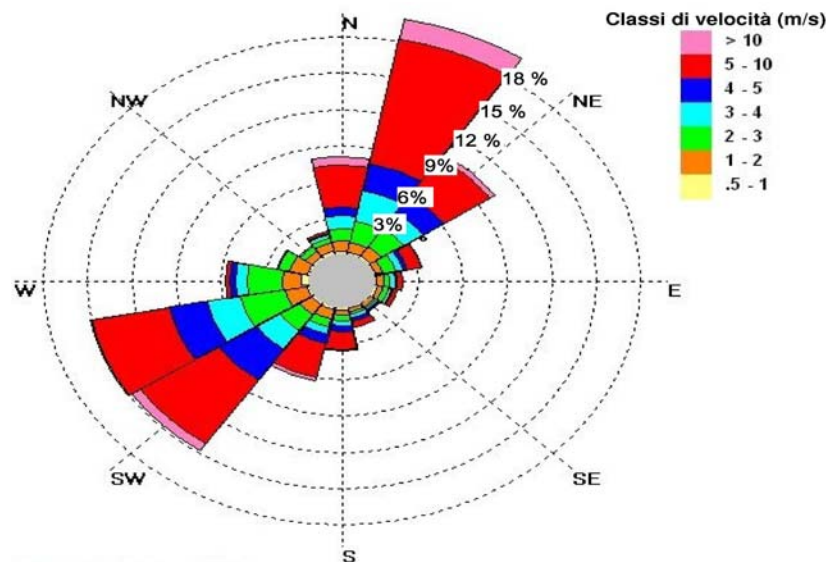 Classi di velocità (m/s)
> 10
5 - 10
4 - 5
3 - 4
2 - 3
1 - 2
.5 - 1
N
NW
NE
18 %
15 %
12 %
9%
6%
3%
W
E
SW
SE
S